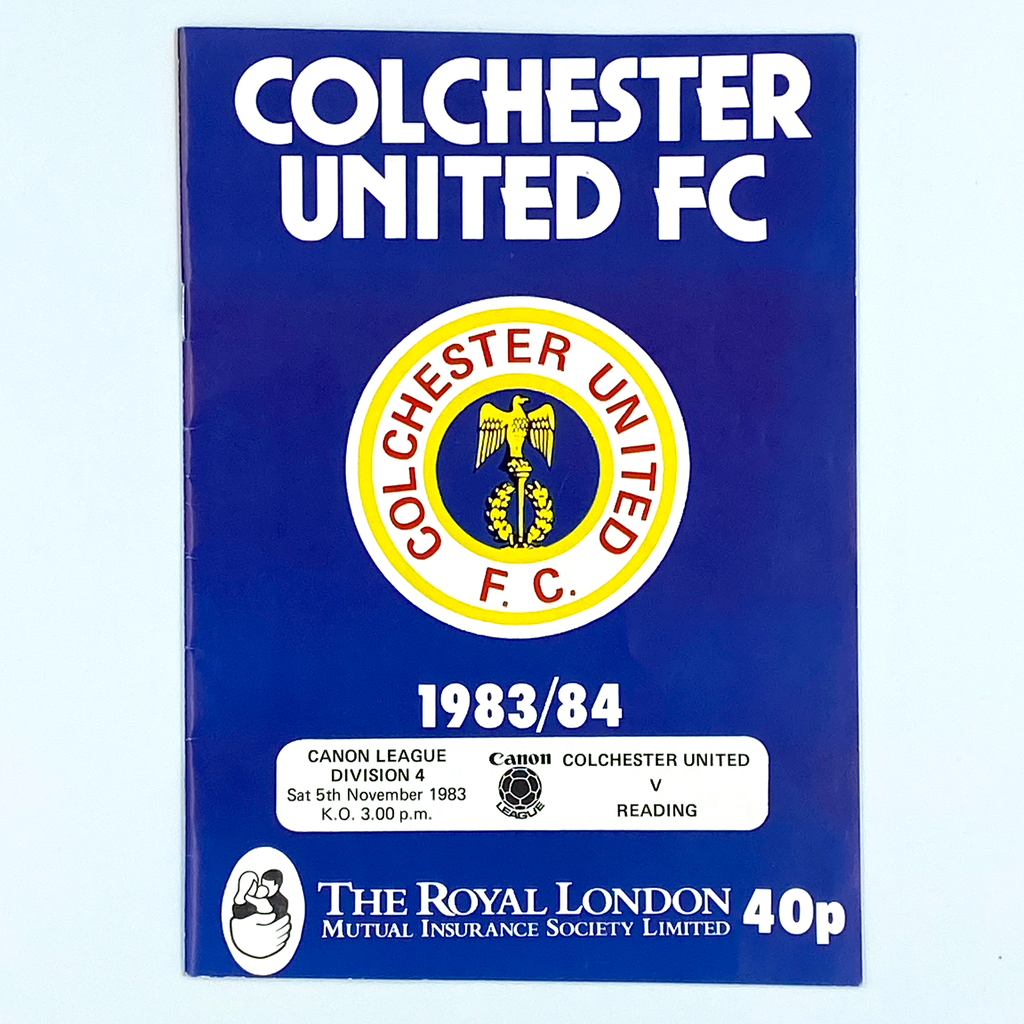 COLCHESTER
UNITED FC
COLCHESTER UNITED
F. C.
1983/84
CANON LEAGUE
DIVISION 4
Sat 5th November 1983
K.O. 3.00 p.m.
Canon
LEAGUE
COLCHESTER UNITED
V
READING
THE ROYAL LONDON
MUTUAL INSURANCE SOCIETY LIMITED
40p